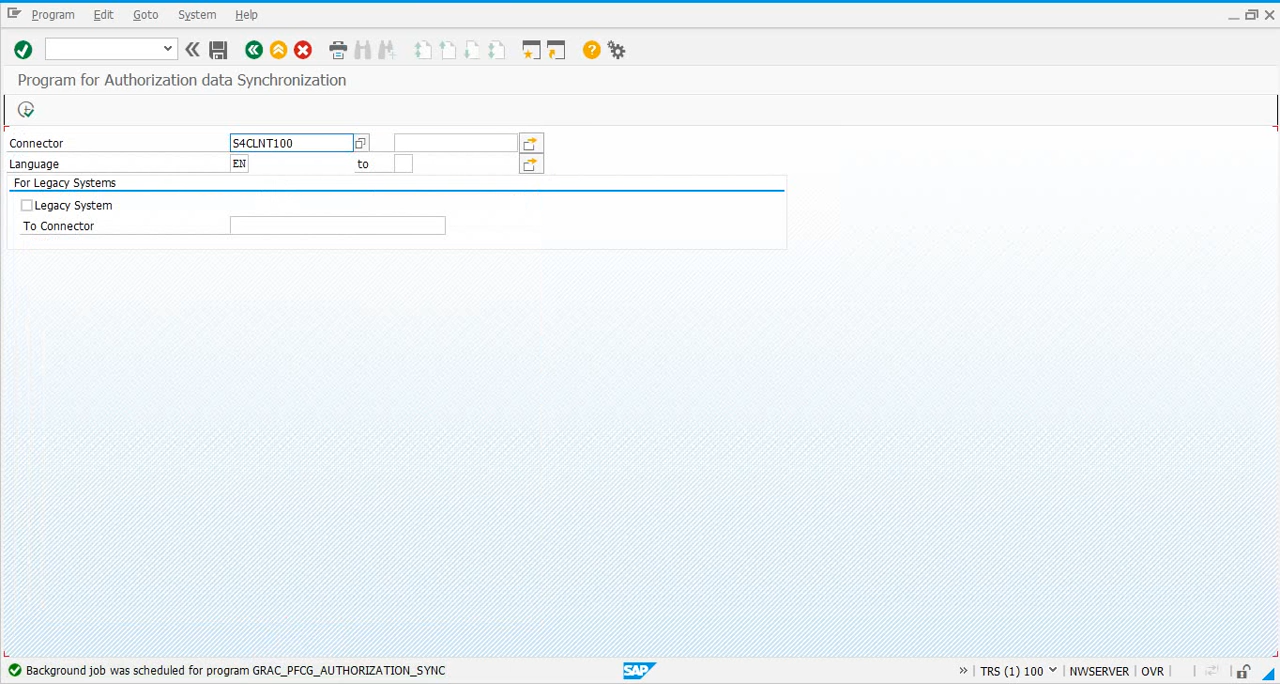 Program Edit Goto System Help
Program for Authorization data Synchronization
Connector S4CLNT100
Language EN to
For Legacy Systems
Legacy System
To Connector
Background job was scheduled for program GRAC_PFCG_AUTHORIZATION_SYNC SAP TRS (1) 100 NWSERVER OVR